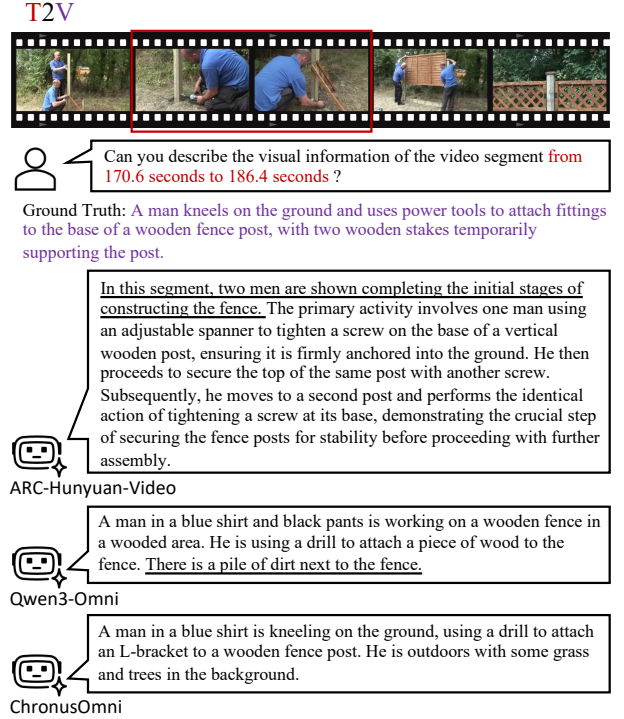 T2V
Can you describe the visual information of the video segment from
170.6 seconds to 186.4 seconds ?
Ground Truth: A man kneels on the ground and uses power tools to attach fittings
to the base of a wooden fence post, with two wooden stakes temporarily
supporting the post.
In this segment, two men are shown completing the initial stages of
constructing the fence. The primary activity involves one man using
an adjustable spanner to tighten a screw on the base of a vertical
wooden post, ensuring it is firmly anchored into the ground. He then
proceeds to secure the top of the same post with another screw.
Subsequently, he moves to a second post and performs the identical
action of tightening a screw at its base, demonstrating the crucial step
of securing the fence posts for stability before proceeding with further
assembly.
ARC-Hunyuan-Video
A man in a blue shirt and black pants is working on a wooden fence in
a wooded area. He is using a drill to attach a piece of wood to the
fence. There is a pile of dirt next to the fence.
Qwen3-Omni
A man in a blue shirt is kneeling on the ground, using a drill to attach
an L-bracket to a wooden fence post. He is outdoors with some grass
and trees in the background.
ChronusOmni